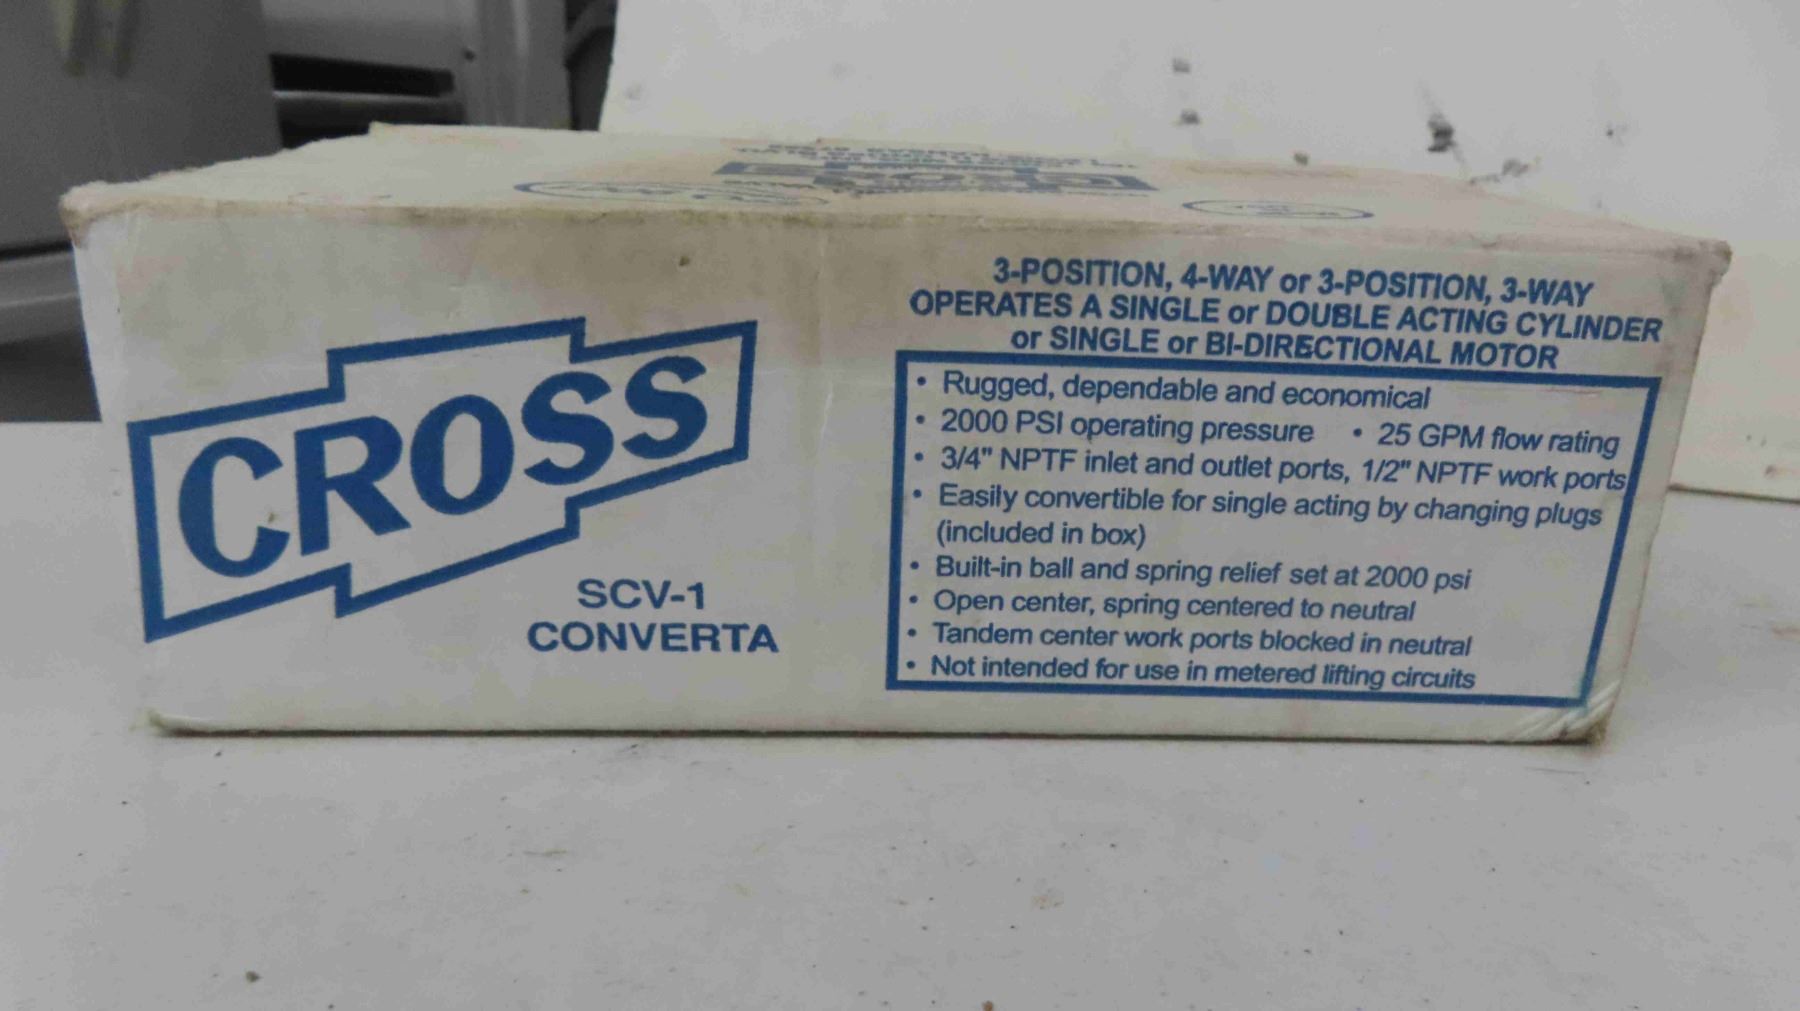 CROSS
SCV-1
CONVERTA
3-POSITION, 4-WAY or 3-POSITION, 3-WAY
OPERATES A SINGLE or DOUBLE ACTING CYLINDER
or SINGLE or BI-DIRECTIONAL MOTOR
• Rugged, dependable and economical
• 2000 PSI operating pressure • 25 GPM flow rating
• 3/4" NPTF inlet and outlet ports, 1/2" NPTF work ports
• Easily convertible for single acting by changing plugs
(included in box)
• Built-in ball and spring relief set at 2000 psi
• Open center, spring centered to neutral
• Tandem center work ports blocked in neutral
• Not intended for use in metered lifting circuits